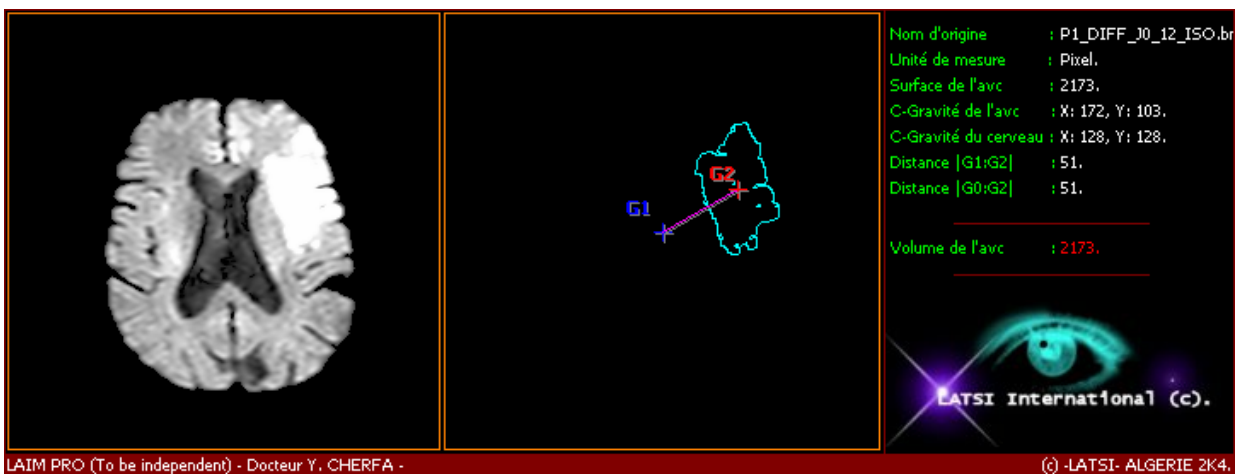 G2
G1
Nom d'origine : P1_DIFF_J0_12_ISO.br
Unité de mesure : Pixel.
Surface de l'avc : 2173.
C-Gravité de l'avc : X: 172, Y: 103.
C-Gravité du cerveau : X: 128, Y: 128.
Distance |G1:G2| : 51.
Distance |G0:G2| : 51.
Volume de l'avc : 2173.
LATSI International (c).
LAIM PRO (To be independent) - Docteur Y. CHERFA -
(c) -LATSI- ALGERIE 2K4.